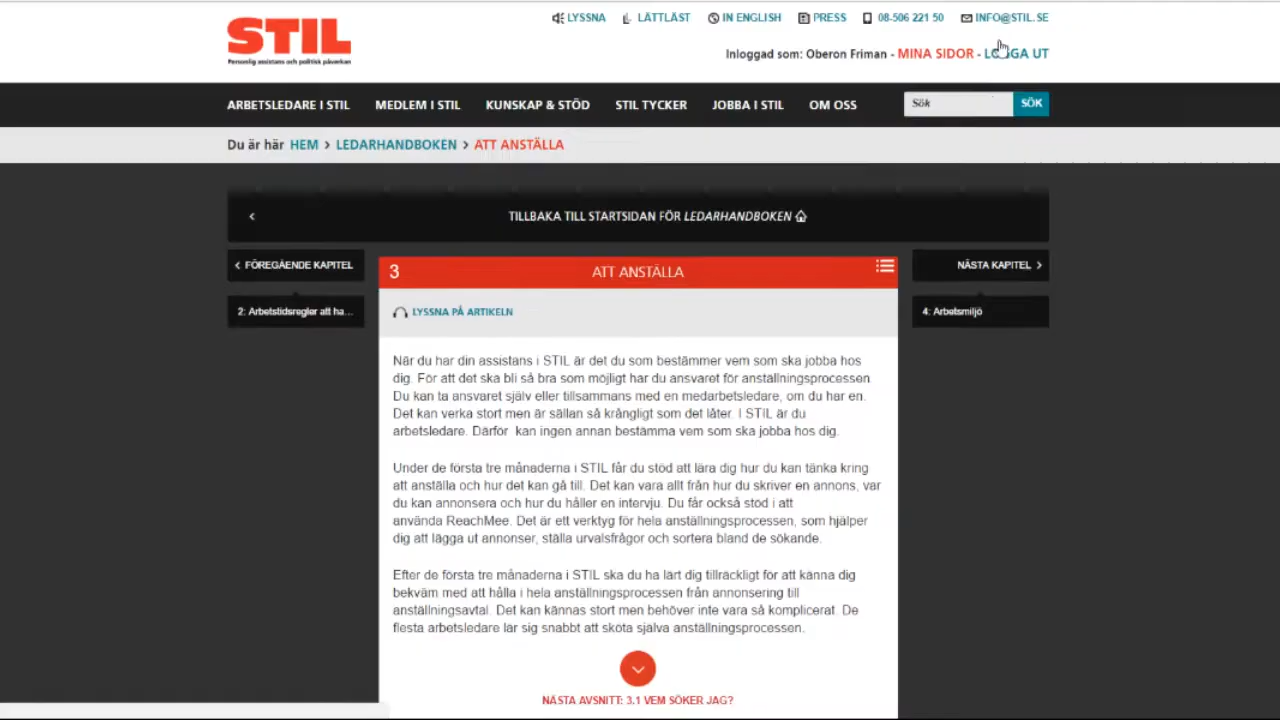 STIL
Personlig assistans och politisk påverkan
LYSSNA LÄTTLÄST IN ENGLISH PRESS 08-506 221 50 INFO@STIL.SE
Inloggad som: Oberon Friman - MINA SIDOR - LOGGA UT
ARBETSLEDARE I STIL MEDLEM I STIL KUNSKAP & STÖD STIL TYCKER JOBBA I STIL OM OSS Sök SÖK
Du är här HEM > LEDARHANDBOKEN > ATT ANSTÄLLA
< TILLBAKA TILL STARTSIDAN FÖR LEDARHANDBOKEN
< FÖREGÅENDE KAPITEL
2: Arbetstidsregler att ha...
3 ATT ANSTÄLLA
LYSSNA PÅ ARTIKELN
När du har din assistans i STIL är det du som bestämmer vem som ska jobba hos
dig. För att det ska bli så bra som möjligt har du ansvaret för anställningsprocessen.
Du kan ta ansvaret själv eller tillsammans med en medarbetsledare, om du har en.
Det kan verka stort men är sällan så krångligt som det låter. I STIL är du
arbetsledare. Därför kan ingen annan bestämma vem som ska jobba hos dig.
Under de första tre månaderna i STIL får du stöd att lära dig hur du kan tänka kring
att anställa och hur det kan gå till. Det kan vara allt från hur du skriver en annons, var
du kan annonsera och hur du håller en intervju. Du får också stöd i att
använda ReachMee. Det är ett verktyg för hela anställningsprocessen, som hjälper
dig att lägga ut annonser, ställa urvalsfrågor och sortera bland de sökande.
Efter de första tre månaderna i STIL ska du ha lärt dig tillräckligt för att känna dig
bekväm med att hålla i hela anställningsprocessen från annonsering till
anställningsavtal. Det kan kännas stort men behöver inte vara så komplicerat. De
flesta arbetsledare lär sig snabbt att sköta själva anställningsprocessen.
NÄSTA AVSNITT: 3.1 VEM SÖKER JAG?
NÄSTA KAPITEL >
4: Arbetsmiljö